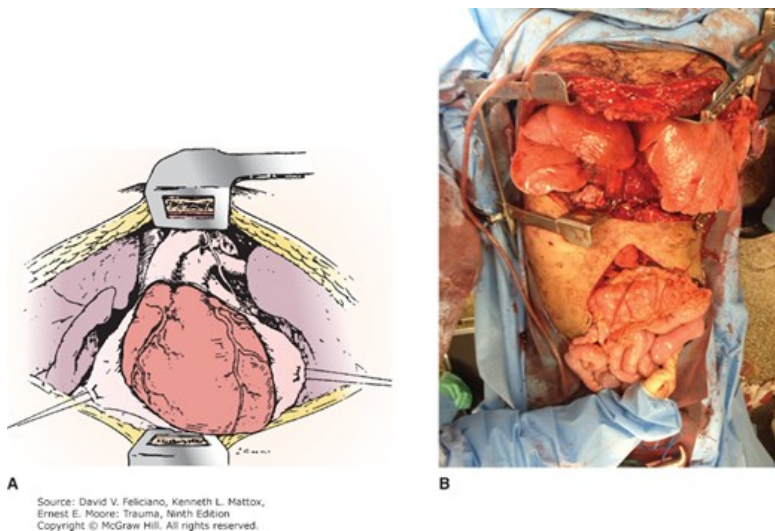 A
B
Source: David V. Feliciano, Kenneth L. Mattox,
Ernest E. Moore: Trauma, Ninth Edition
Copyright © McGraw Hill. All rights reserved.